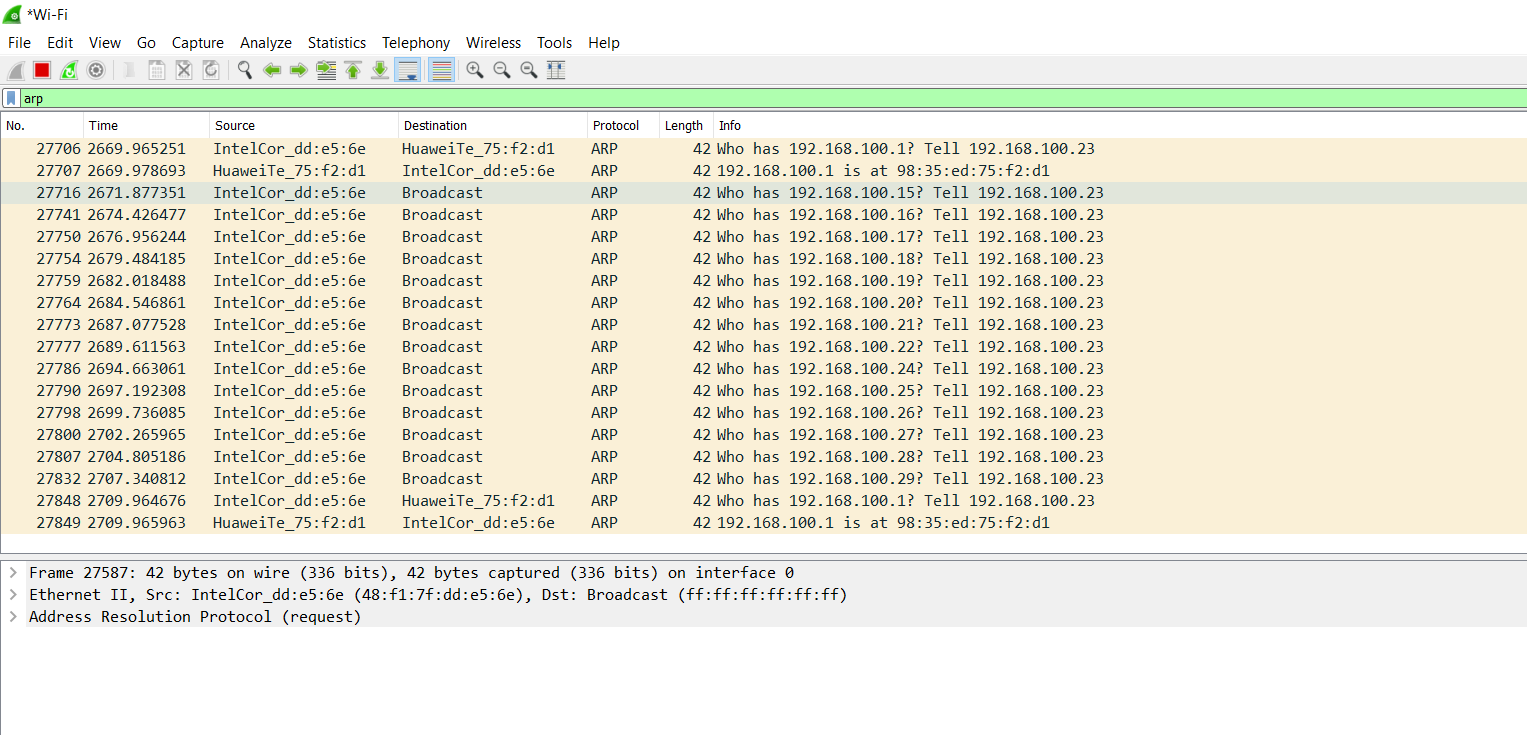 *Wi-Fi
File Edit View Go Capture Analyze Statistics Telephony Wireless Tools Help
arp
No. Time Source Destination Protocol Length Info
27706 2669.965251 IntelCor_dd:e5:6e HuaweiTe_75:f2:d1 ARP 42 Who has 192.168.100.1? Tell 192.168.100.23
27707 2669.978693 HuaweiTe_75:f2:d1 IntelCor_dd:e5:6e ARP 42 192.168.100.1 is at 98:35:ed:75:f2:d1
27716 2671.877351 IntelCor_dd:e5:6e Broadcast ARP 42 Who has 192.168.100.15? Tell 192.168.100.23
27741 2674.426477 IntelCor_dd:e5:6e Broadcast ARP 42 Who has 192.168.100.16? Tell 192.168.100.23
27750 2676.956244 IntelCor_dd:e5:6e Broadcast ARP 42 Who has 192.168.100.17? Tell 192.168.100.23
27754 2679.484185 IntelCor_dd:e5:6e Broadcast ARP 42 Who has 192.168.100.18? Tell 192.168.100.23
27759 2682.018488 IntelCor_dd:e5:6e Broadcast ARP 42 Who has 192.168.100.19? Tell 192.168.100.23
27764 2684.546861 IntelCor_dd:e5:6e Broadcast ARP 42 Who has 192.168.100.20? Tell 192.168.100.23
27773 2687.077528 IntelCor_dd:e5:6e Broadcast ARP 42 Who has 192.168.100.21? Tell 192.168.100.23
27777 2689.611563 IntelCor_dd:e5:6e Broadcast ARP 42 Who has 192.168.100.22? Tell 192.168.100.23
27786 2694.663061 IntelCor_dd:e5:6e Broadcast ARP 42 Who has 192.168.100.24? Tell 192.168.100.23
27790 2697.192308 IntelCor_dd:e5:6e Broadcast ARP 42 Who has 192.168.100.25? Tell 192.168.100.23
27798 2699.736085 IntelCor_dd:e5:6e Broadcast ARP 42 Who has 192.168.100.26? Tell 192.168.100.23
27800 2702.265965 IntelCor_dd:e5:6e Broadcast ARP 42 Who has 192.168.100.27? Tell 192.168.100.23
27807 2704.805186 IntelCor_dd:e5:6e Broadcast ARP 42 Who has 192.168.100.28? Tell 192.168.100.23
27832 2707.340812 IntelCor_dd:e5:6e Broadcast ARP 42 Who has 192.168.100.29? Tell 192.168.100.23
27848 2709.964676 IntelCor_dd:e5:6e HuaweiTe_75:f2:d1 ARP 42 Who has 192.168.100.1? Tell 192.168.100.23
27849 2709.965963 HuaweiTe_75:f2:d1 IntelCor_dd:e5:6e ARP 42 192.168.100.1 is at 98:35:ed:75:f2:d1
Frame 27587: 42 bytes on wire (336 bits), 42 bytes captured (336 bits) on interface 0
Ethernet II, Src: IntelCor_dd:e5:6e (48:f1:7f:dd:e5:6e), Dst: Broadcast (ff:ff:ff:ff:ff:ff)
Address Resolution Protocol (request)